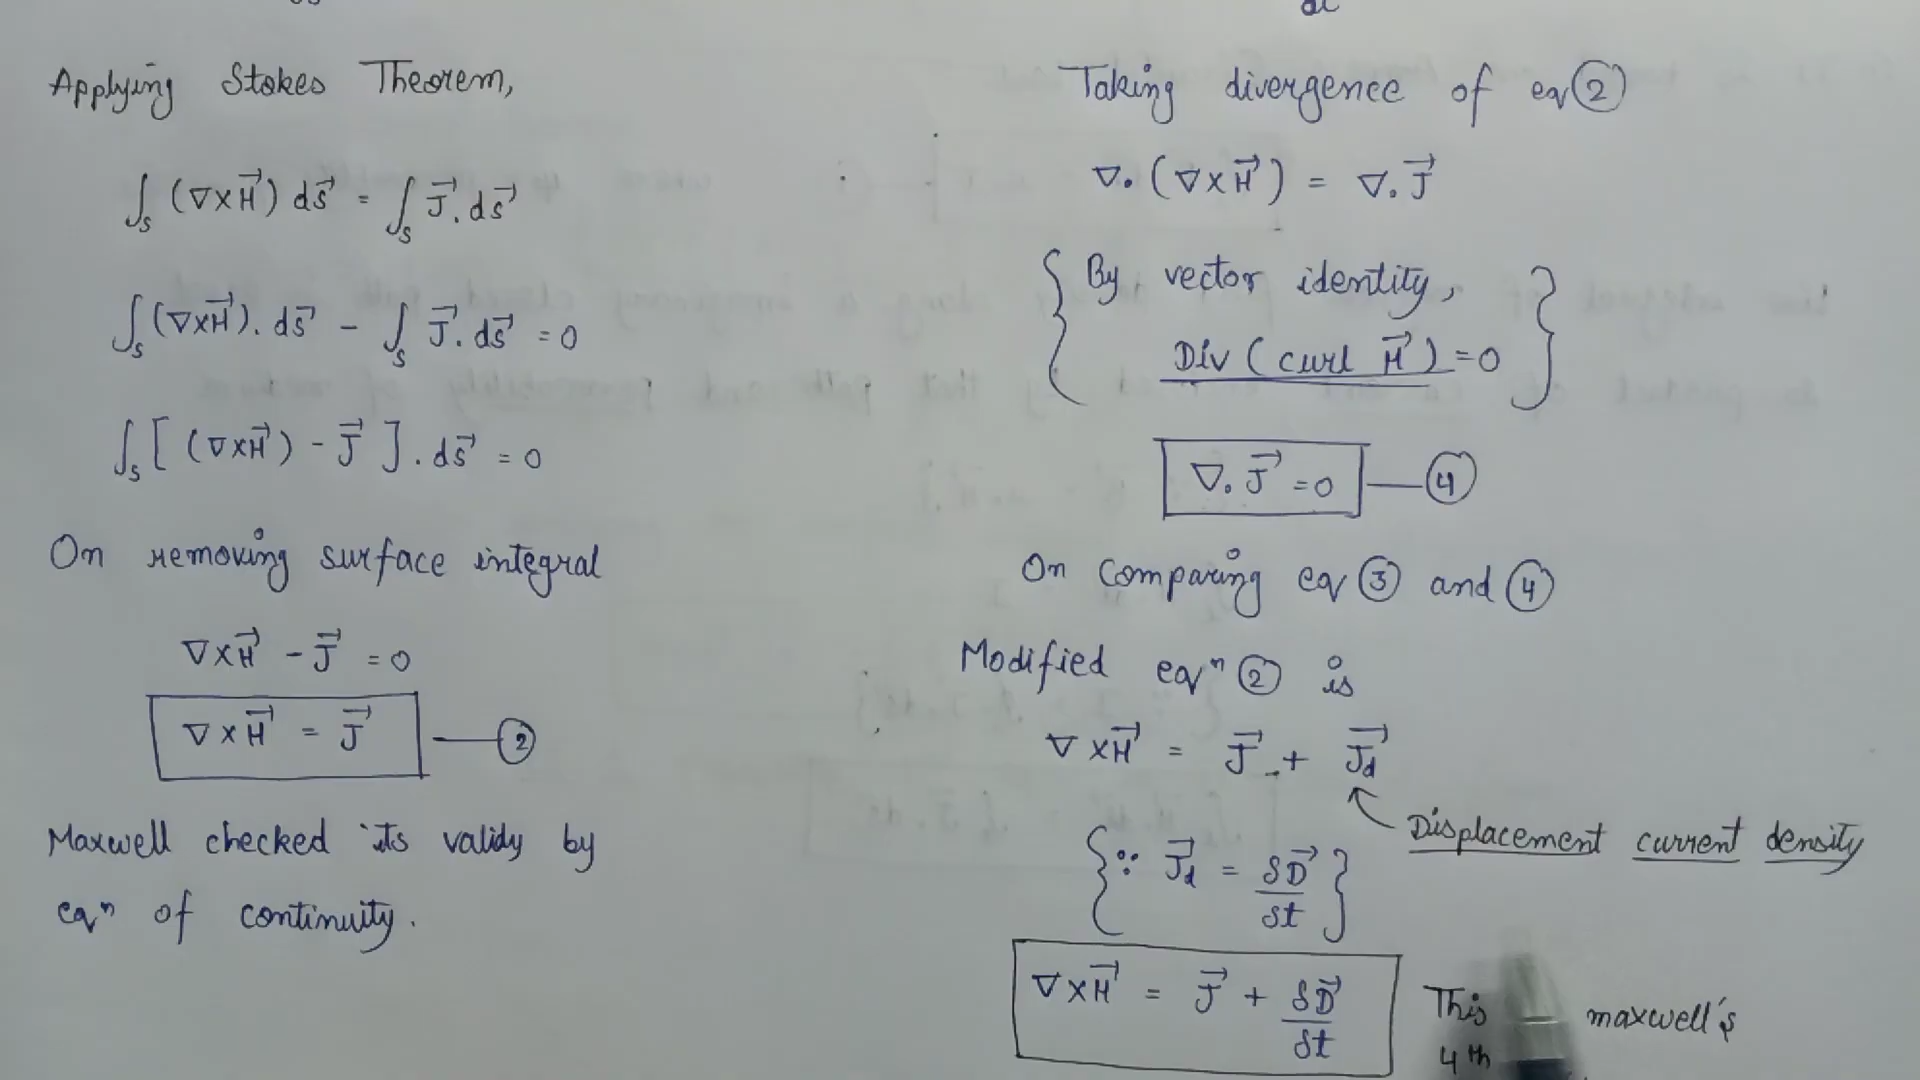 Applying Stokes Theorem,
∫s (∇×H⃗) ds⃗ = ∫s J⃗. ds⃗
∫s (∇×H⃗). ds⃗ − ∫s J⃗. ds⃗ = 0
∫s [ (∇×H⃗) − J⃗ ] . ds⃗ = 0
On removing surface integral
∇×H⃗ − J⃗ = 0
∇×H⃗ = J⃗ — ②
Maxwell checked its validy by
eqⁿ of continuity.
Taking divergence of eq ②
∇. (∇×H⃗) = ∇. J⃗
{ By vector identity,
Div ( curl H⃗ ) = 0 }
∇. J⃗ = 0 — ④
On comparing eq ③ and ④
Modified eqⁿ ② is
∇×H⃗ = J⃗ + J⃗d
Displacement current density
{ ∵ J⃗d = δD⃗/δt }
∇×H⃗ = J⃗ + δD⃗/δt
This maxwell's
4th